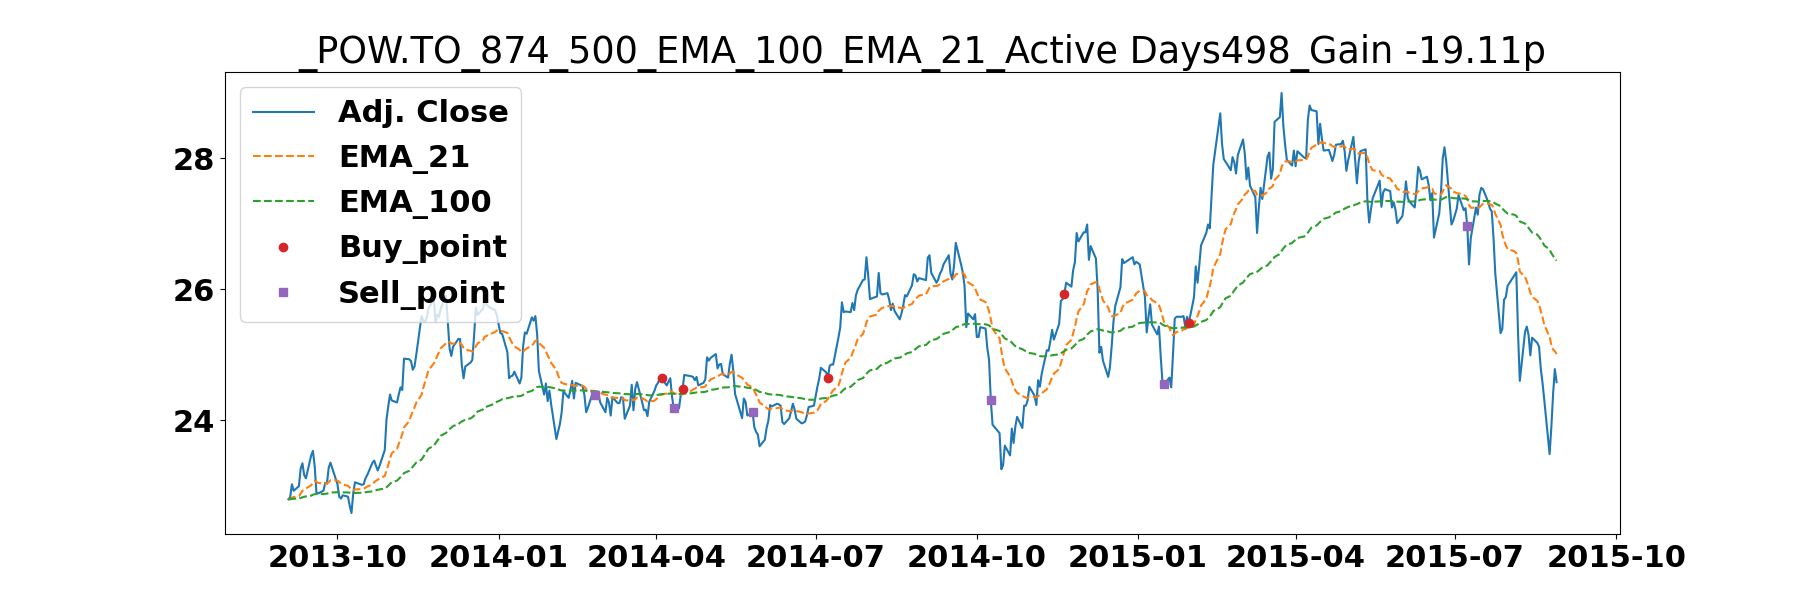 _POW.TO_874_500_EMA_100_EMA_21_Active Days498_Gain -19.11p
Adj. Close
EMA_21
EMA_100
Buy_point
Sell_point
28
26
24
2013-10 2014-01 2014-04 2014-07 2014-10 2015-01 2015-04 2015-07 2015-10